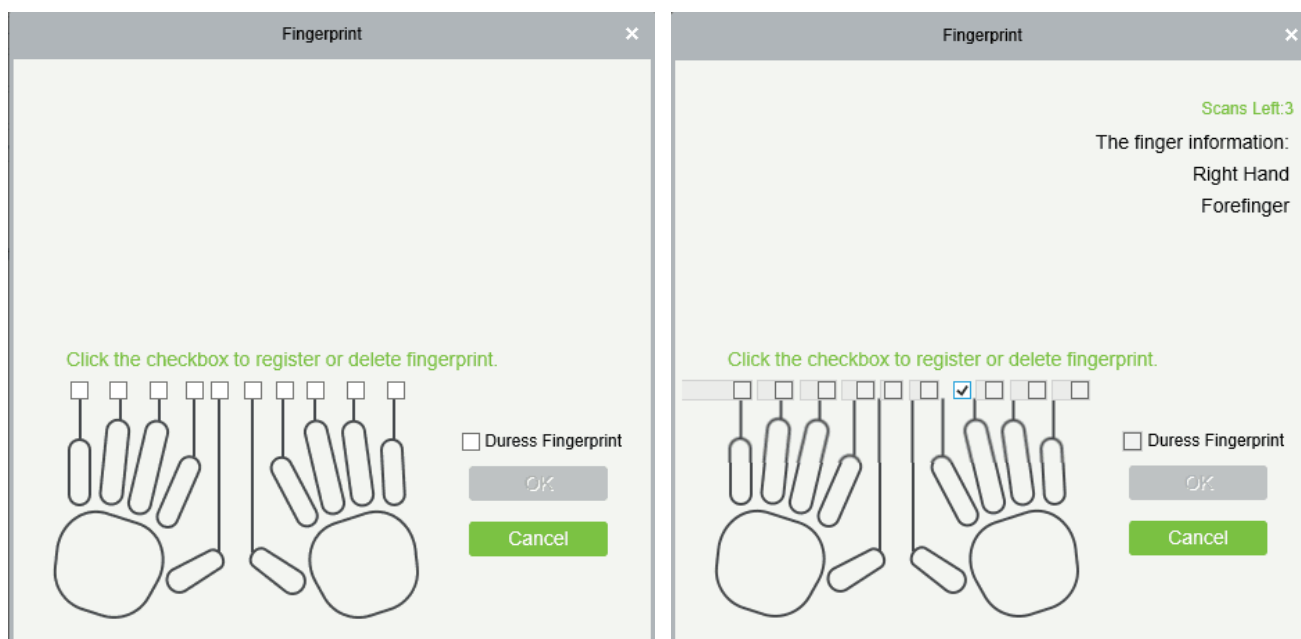 Fingerprint
Click the checkbox to register or delete fingerprint.
Duress Fingerprint
OK
Cancel
Fingerprint
Scans Left:3
The finger information:
Right Hand
Forefinger
Click the checkbox to register or delete fingerprint.
Duress Fingerprint
OK
Cancel